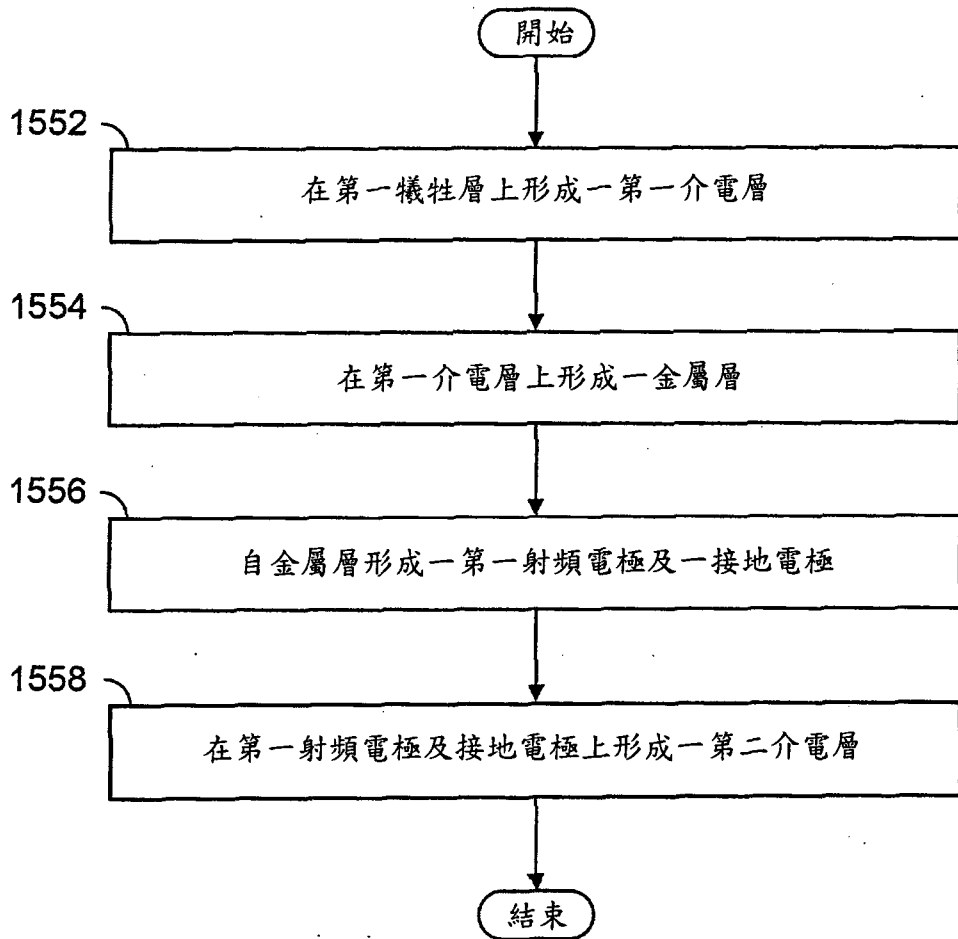 開始
1552
在第一犧牲層上形成一第一介電層
1554
在第一介電層上形成一金屬層
1556
自金屬層形成一第一射頻電極及一接地電極
1558
在第一射頻電極及接地電極上形成一第二介電層
結束